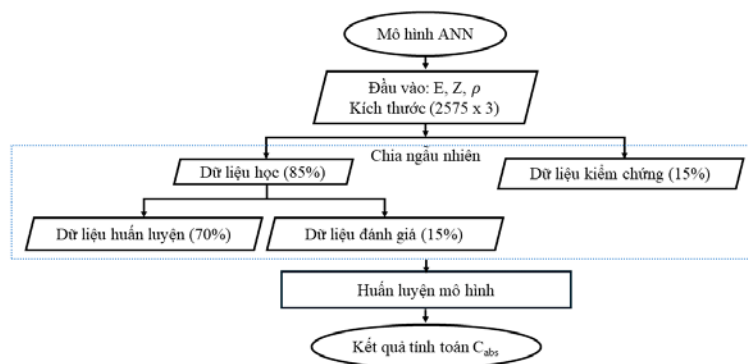 Mô hình ANN
Đầu vào: E, Z, ρ
Kích thước (2575 x 3)
Chia ngẫu nhiên
Dữ liệu học (85%)
Dữ liệu kiểm chứng (15%)
Dữ liệu huấn luyện (70%)
Dữ liệu đánh giá (15%)
Huấn luyện mô hình
Kết quả tính toán Cabs